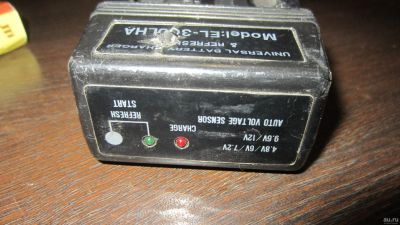 UNIVERSAL BATTERY CHARGER
& REFRESH
4.8V/6V/7.2V
9.6V/12V
AUTO VOLTAGE SENSOR
CHARGE
REFRESH
START
au.ru